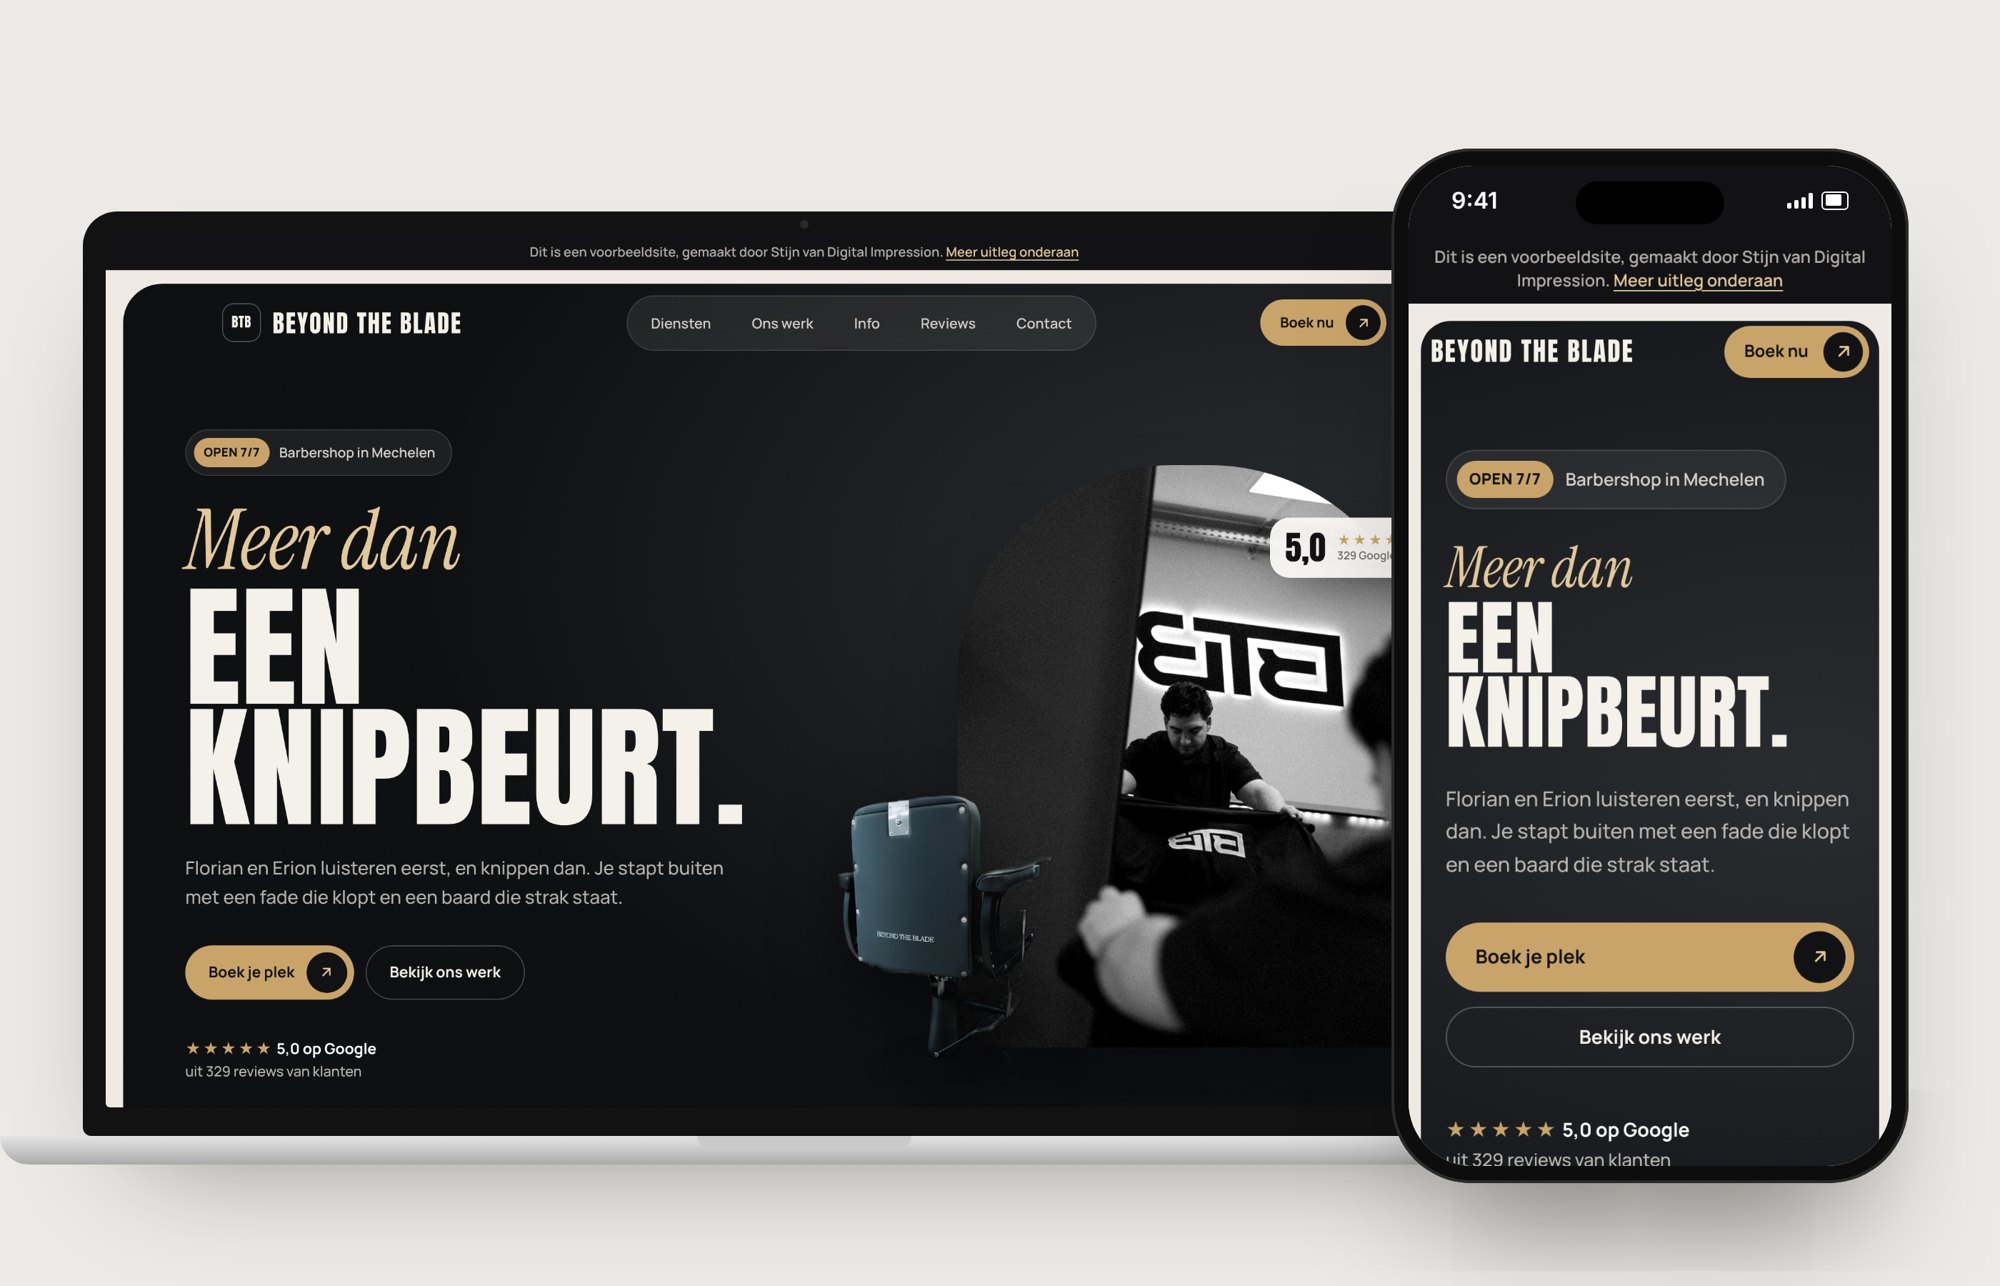 Dit is een voorbeeldsite, gemaakt door Stijn van Digital Impression. Meer uitleg onderaan
BTB BEYOND THE BLADE
Diensten Ons werk Info Reviews Contact
Boek nu
OPEN 7/7 Barbershop in Mechelen
Meer dan
EEN
KNIPBEURT.
Florian en Erion luisteren eerst, en knippen dan. Je stapt buiten
met een fade die klopt en een baard die strak staat.
Boek je plek
Bekijk ons werk
★★★★★ 5,0 op Google
uit 329 reviews van klanten
5,0 ★★★★
329 Google
BTB
BTB
BEYOND THE BLADE
9:41
Dit is een voorbeeldsite, gemaakt door Stijn van Digital
Impression. Meer uitleg onderaan
BEYOND THE BLADE
Boek nu
OPEN 7/7 Barbershop in Mechelen
Meer dan
EEN
KNIPBEURT.
Florian en Erion luisteren eerst, en knippen
dan. Je stapt buiten met een fade die klopt
en een baard die strak staat.
Boek je plek
Bekijk ons werk
★★★★★ 5,0 op Google
uit 329 reviews van klanten